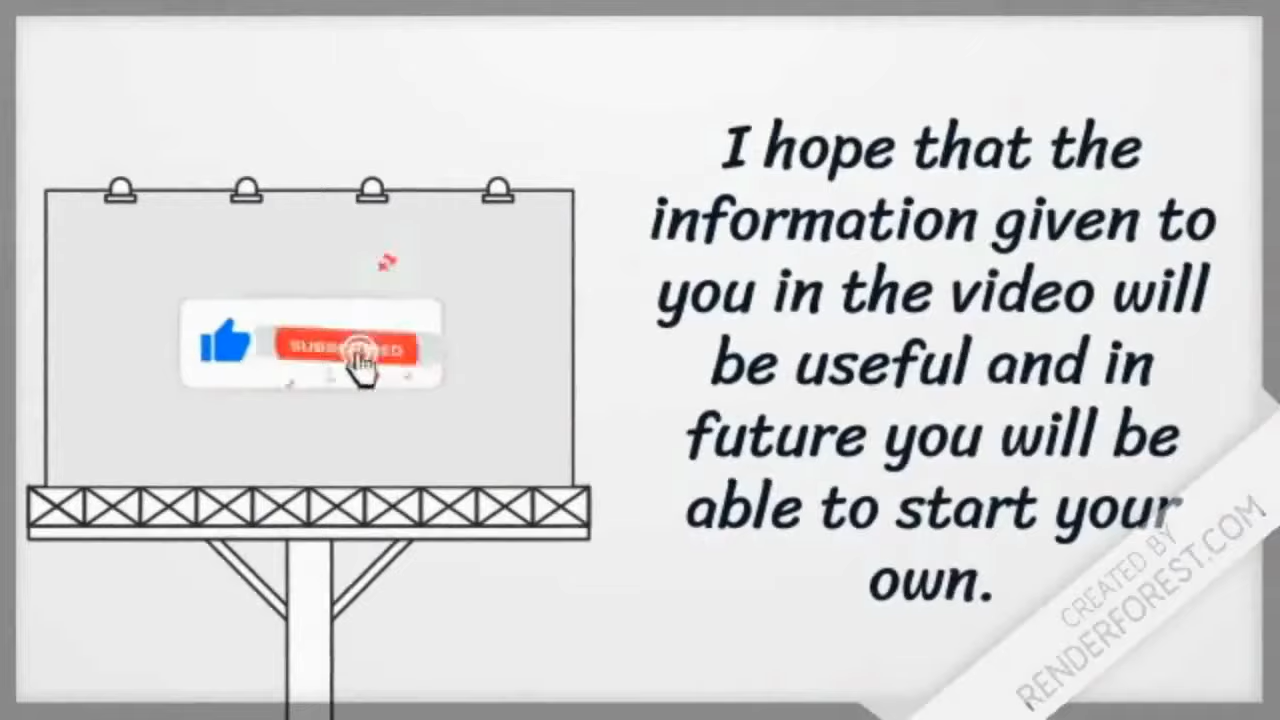 I hope that the
information given to
you in the video will
be useful and in
future you will be
able to start your
own.
SUBSCRIBED
CREATED BY
RENDERFOREST.COM